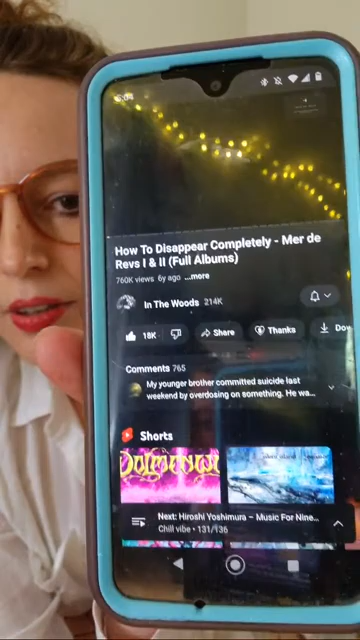 How To Disappear Completely - Mer de
Revs I & II (Full Albums)
760K views 6y ago ...more
In The Woods 214K
18K Share Thanks Dow
Comments 765
My younger brother committed suicide last
weekend by overdosing on something. He wa...
Shorts
Next: Hiroshi Yoshimura – Music For Nine...
Chill vibe • 131/136